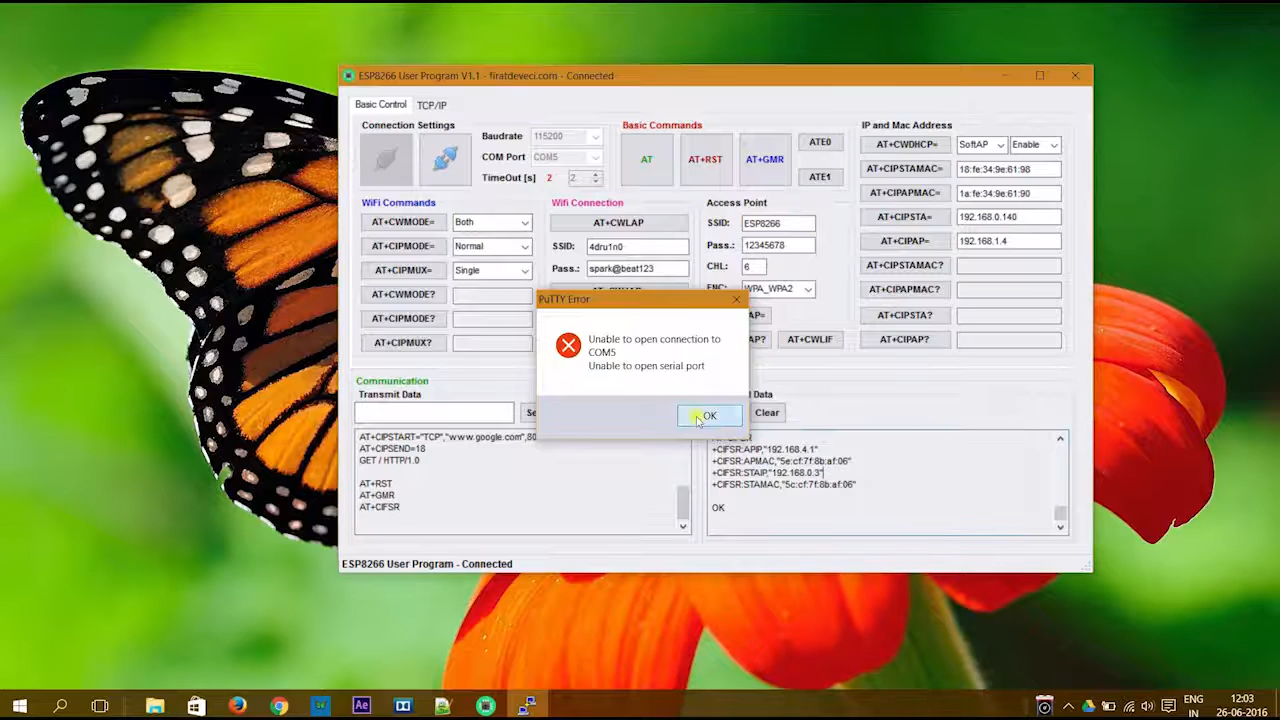 ESP8266 User Program V1.1 - firatdeveci.com - Connected
Basic Control
TCP/IP
Connection Settings
Baudrate
115200
COM Port
COM5
TimeOut [s]
2
2
Basic Commands
AT
AT+RST
AT+GMR
ATE0
ATE1
IP and Mac Address
AT+CWDHCP=
SoftAP
Enable
AT+CIPSTAMAC=
18:fe:34:9e:61:98
AT+CIPAPMAC=
1a:fe:34:9e:61:90
AT+CIPSTA=
192.168.0.140
AT+CIPAP=
192.168.1.4
AT+CIPSTAMAC?
AT+CIPAPMAC?
AT+CIPSTA?
AT+CIPAP?
WiFi Commands
AT+CWMODE=
Both
AT+CIPMODE=
Normal
AT+CIPMUX=
Single
AT+CWMODE?
AT+CIPMODE?
AT+CIPMUX?
Wifi Connection
AT+CWLAP
SSID:
4dru1n0
Pass.:
spark@beat123
Access Point
SSID:
ESP8266
Pass.:
12345678
CHL:
6
WPA_WPA2
AP=
AP?
AT+CWLIF
PuTTY Error
Unable to open connection to
COM5
Unable to open serial port
OK
Communication
Transmit Data
Se
Data
Clear
AT+CIPSTART="TCP","www.google.com",80
AT+CIPSEND=18
GET / HTTP/1.0
AT+RST
AT+GMR
AT+CIFSR
+CIFSR:APIP,"192.168.4.1"
+CIFSR:APMAC,"5e:cf:7f:8b:af:06"
+CIFSR:STAIP,"192.168.0.3"
+CIFSR:STAMAC,"5c:cf:7f:8b:af:06"
OK
ESP8266 User Program - Connected
Ae
ENG
IN
12:03
26-06-2016